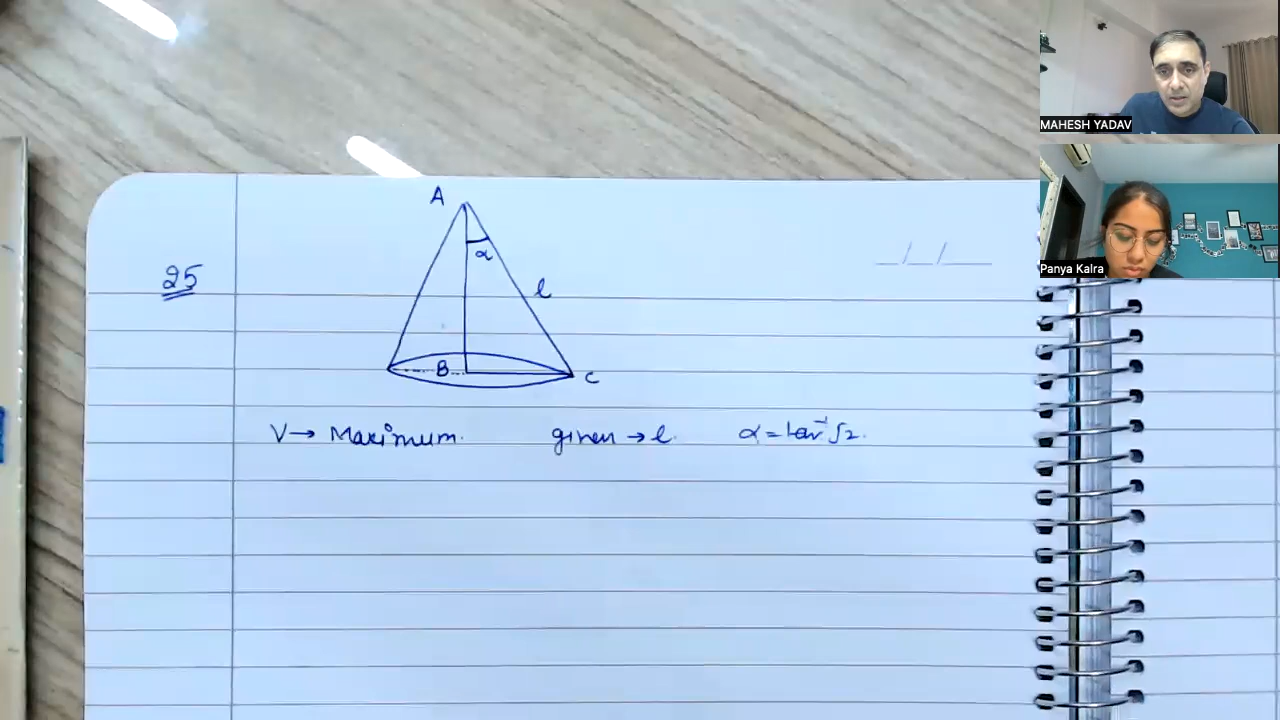 MAHESH YADAV
Panya Kalra
25
A
α
l
B
C
V → Maximum. given → l. α = tan⁻¹ √2.